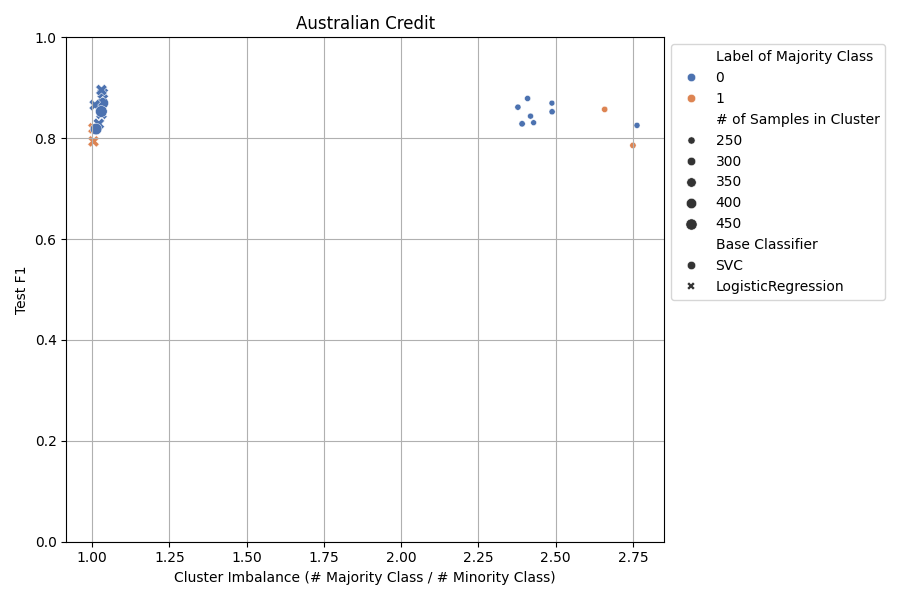 Australian Credit
1.0
0.8
0.6
0.4
0.2
0.0
Test F1
1.00
1.25
1.50
1.75
2.00
2.25
2.50
2.75
Cluster Imbalance (# Majority Class / # Minority Class)
Label of Majority Class
0
1
# of Samples in Cluster
250
300
350
400
450
Base Classifier
SVC
LogisticRegression